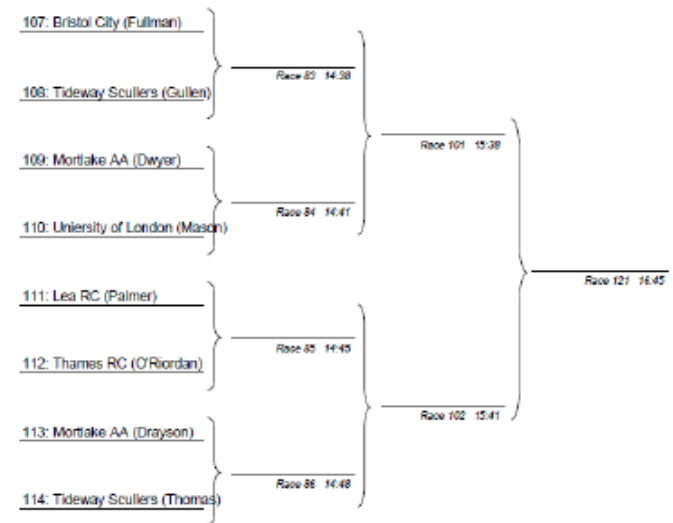 107: Bristol City (Fullman)
Race 83 14:38
108: Tideway Scullers (Gullen)
Race 101 15:38
109: Mortlake AA (Dwyer)
Race 84 14:41
110: Uniersity of London (Mason)
Race 121 16:45
111: Lea RC (Palmer)
Race 85 14:45
112: Thames RC (O'Riordan)
Race 102 15:41
113: Mortlake AA (Drayson)
Race 86 14:48
114: Tideway Scullers (Thomas)